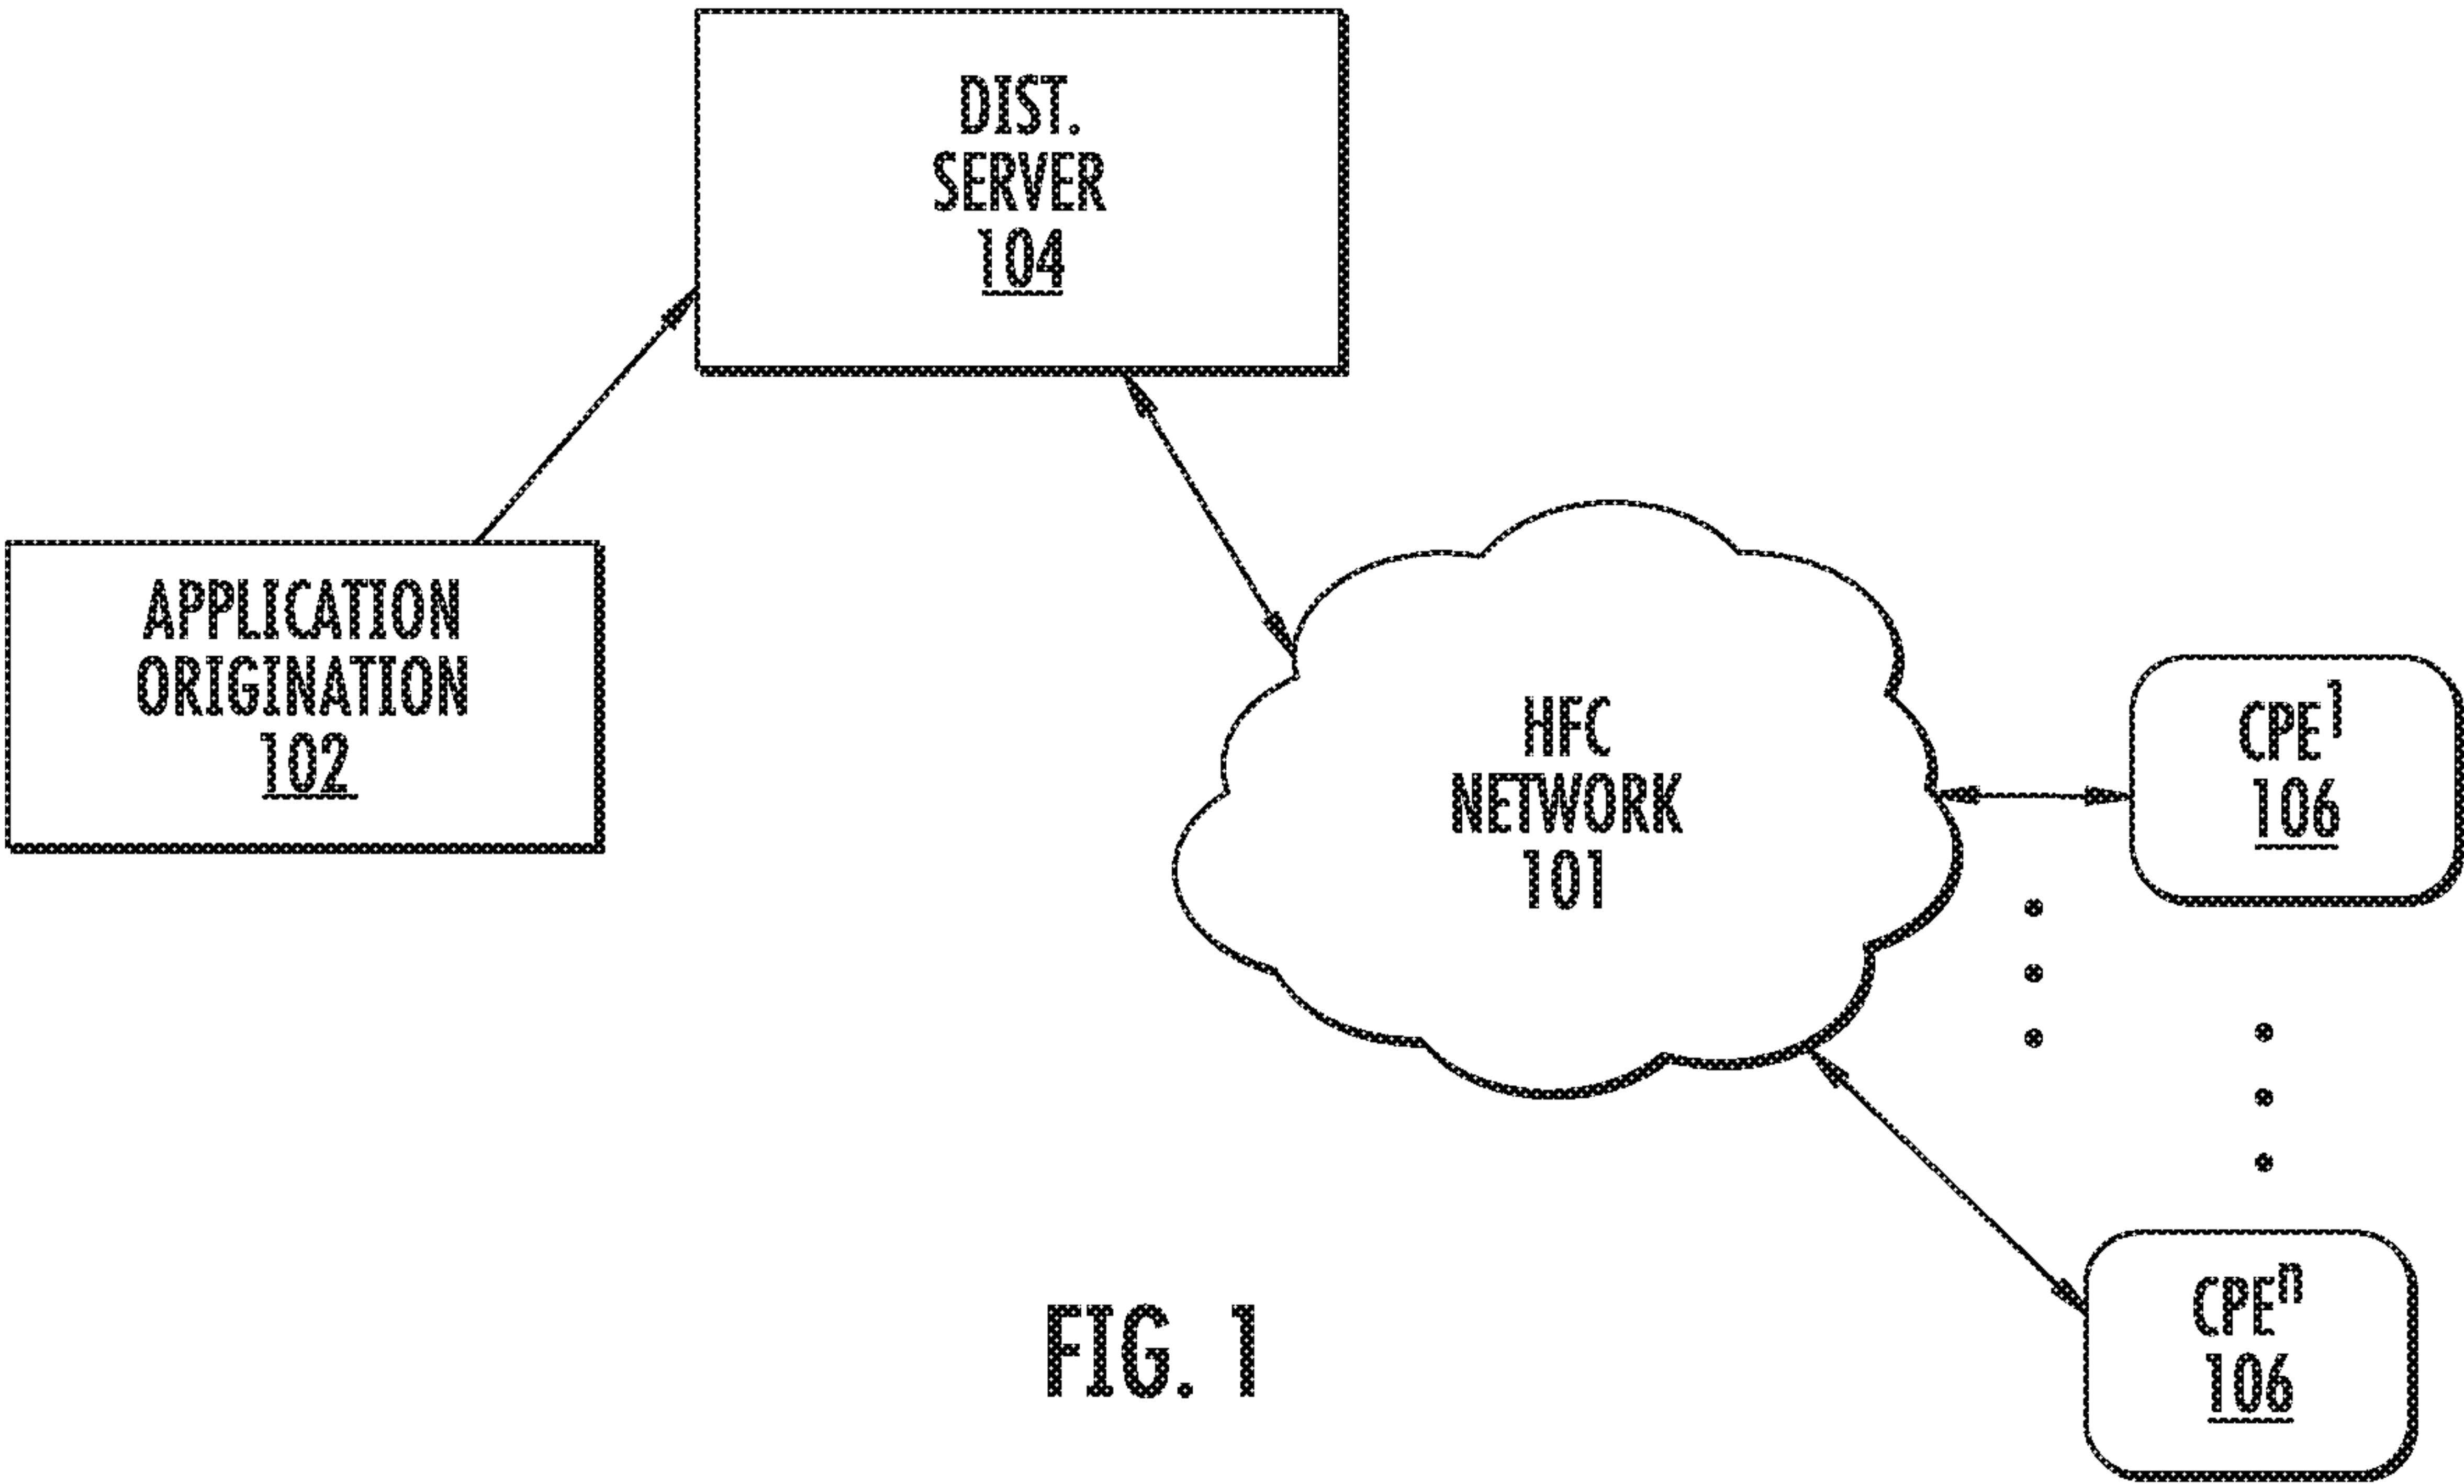 DIST.
SERVER
104
APPLICATION
ORIGINATION
102
HFC
NETWORK
101
CPE¹
106
CPEⁿ
106
FIG. 1